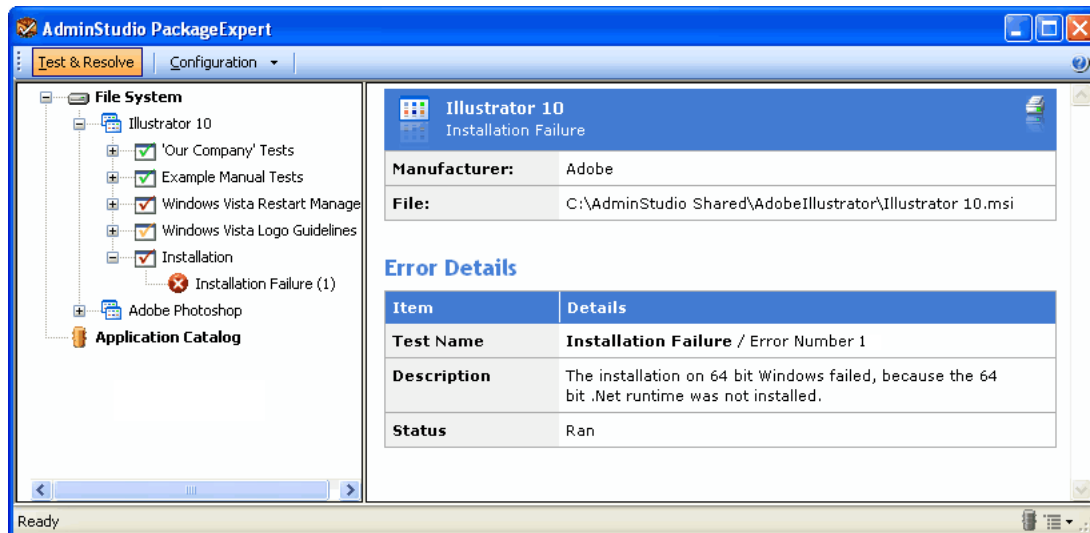 AdminStudio PackageExpert
Test & Resolve
Configuration
File System
Illustrator 10
'Our Company' Tests
Example Manual Tests
Windows Vista Restart Manage
Windows Vista Logo Guidelines
Installation
Installation Failure (1)
Adobe Photoshop
Application Catalog
Illustrator 10
Installation Failure
Manufacturer: Adobe
File: C:\AdminStudio Shared\AdobeIllustrator\Illustrator 10.msi
Error Details
Item Details
Test Name Installation Failure / Error Number 1
Description The installation on 64 bit Windows failed, because the 64
bit .Net runtime was not installed.
Status Ran
Ready